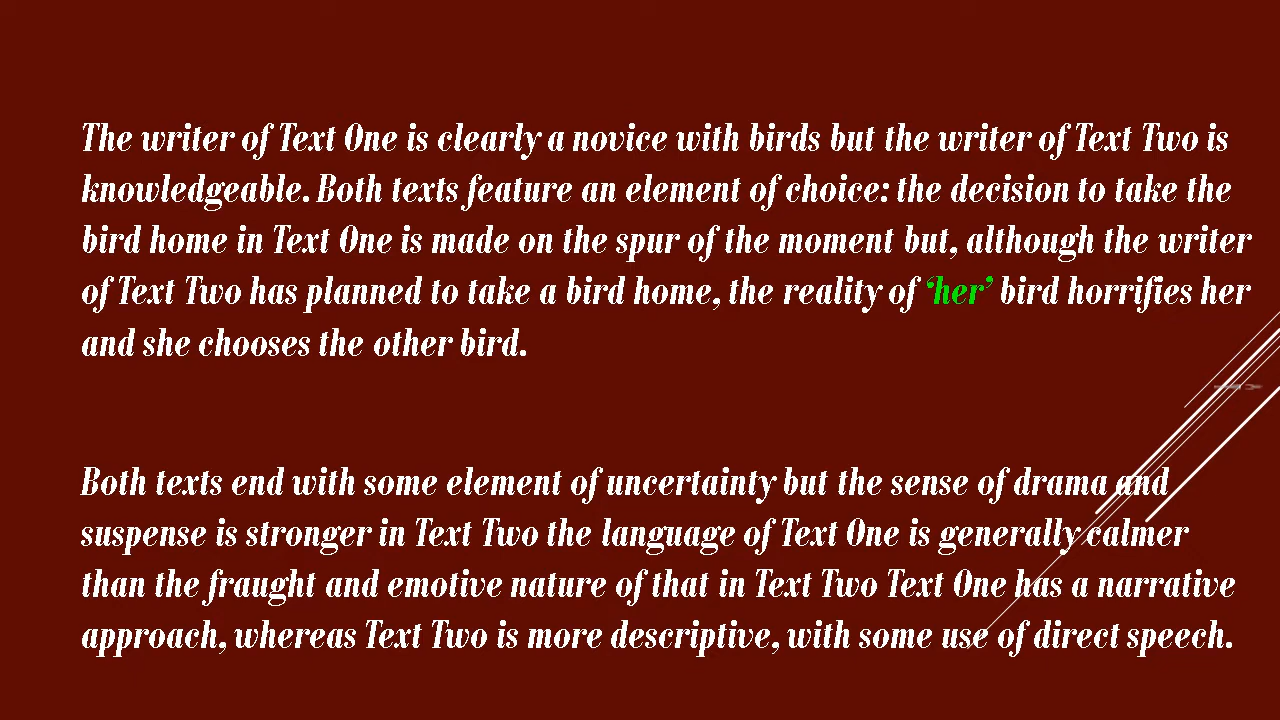 The writer of Text One is clearly a novice with birds but the writer of Text Two is
knowledgeable. Both texts feature an element of choice: the decision to take the
bird home in Text One is made on the spur of the moment but, although the writer
of Text Two has planned to take a bird home, the reality of ‘her’ bird horrifies her
and she chooses the other bird.
Both texts end with some element of uncertainty but the sense of drama and
suspense is stronger in Text Two the language of Text One is generally calmer
than the fraught and emotive nature of that in Text Two Text One has a narrative
approach, whereas Text Two is more descriptive, with some use of direct speech.